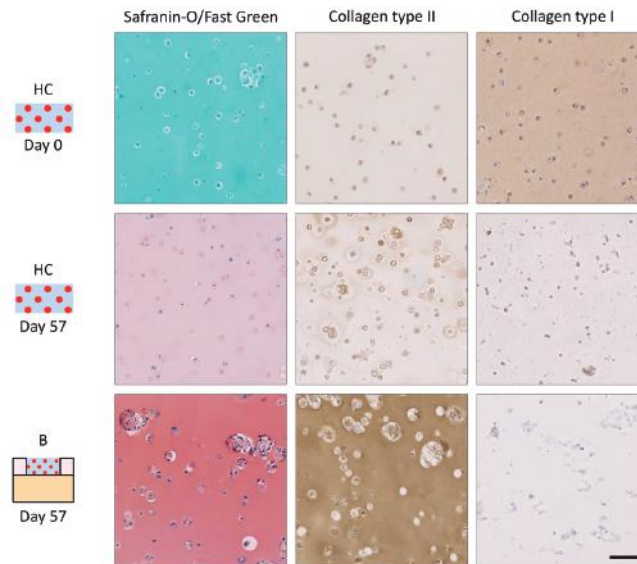 Safranin-O/Fast Green Collagen type II Collagen type I
HC
Day 0
HC
Day 57
B
Day 57